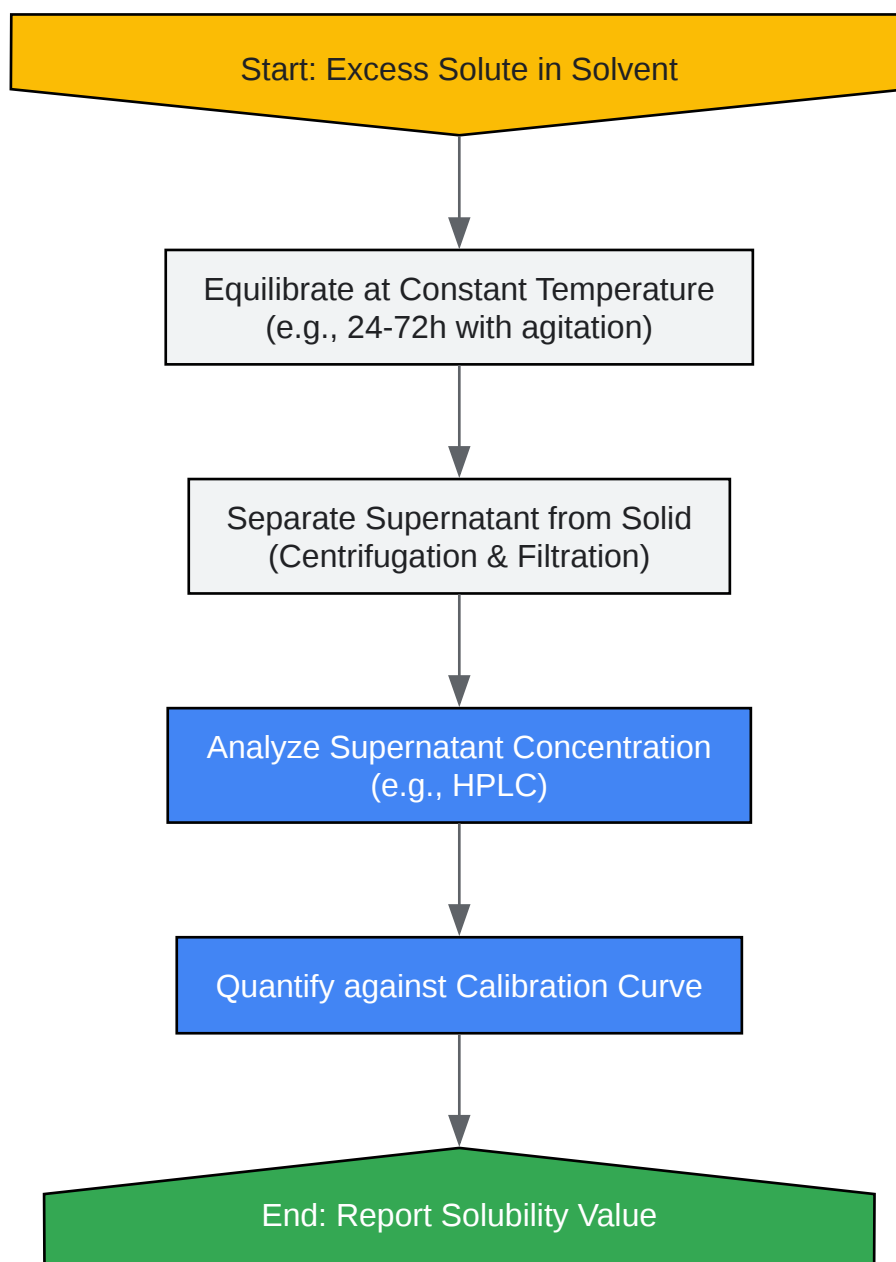 Start: Excess Solute in Solvent
Equilibrate at Constant Temperature
(e.g., 24-72h with agitation)
Separate Supernatant from Solid
(Centrifugation & Filtration)
Analyze Supernatant Concentration
(e.g., HPLC)
Quantify against Calibration Curve
End: Report Solubility Value